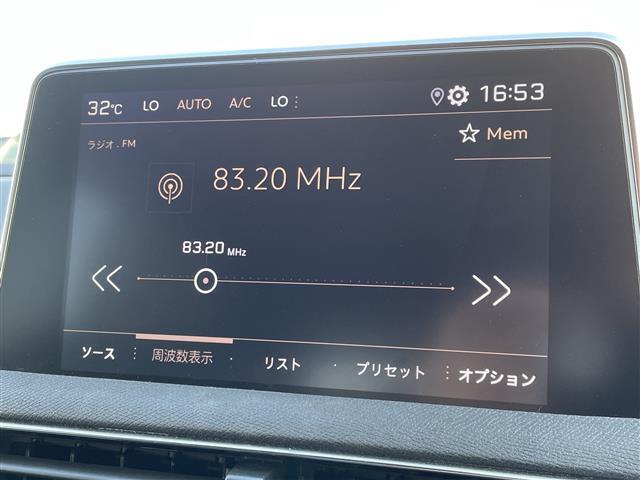 32℃ LO AUTO A/C LO 16:53
ラジオ . FM
Mem
83.20 MHz
83.20 MHz
ソース 周波数表示 リスト プリセット オプション